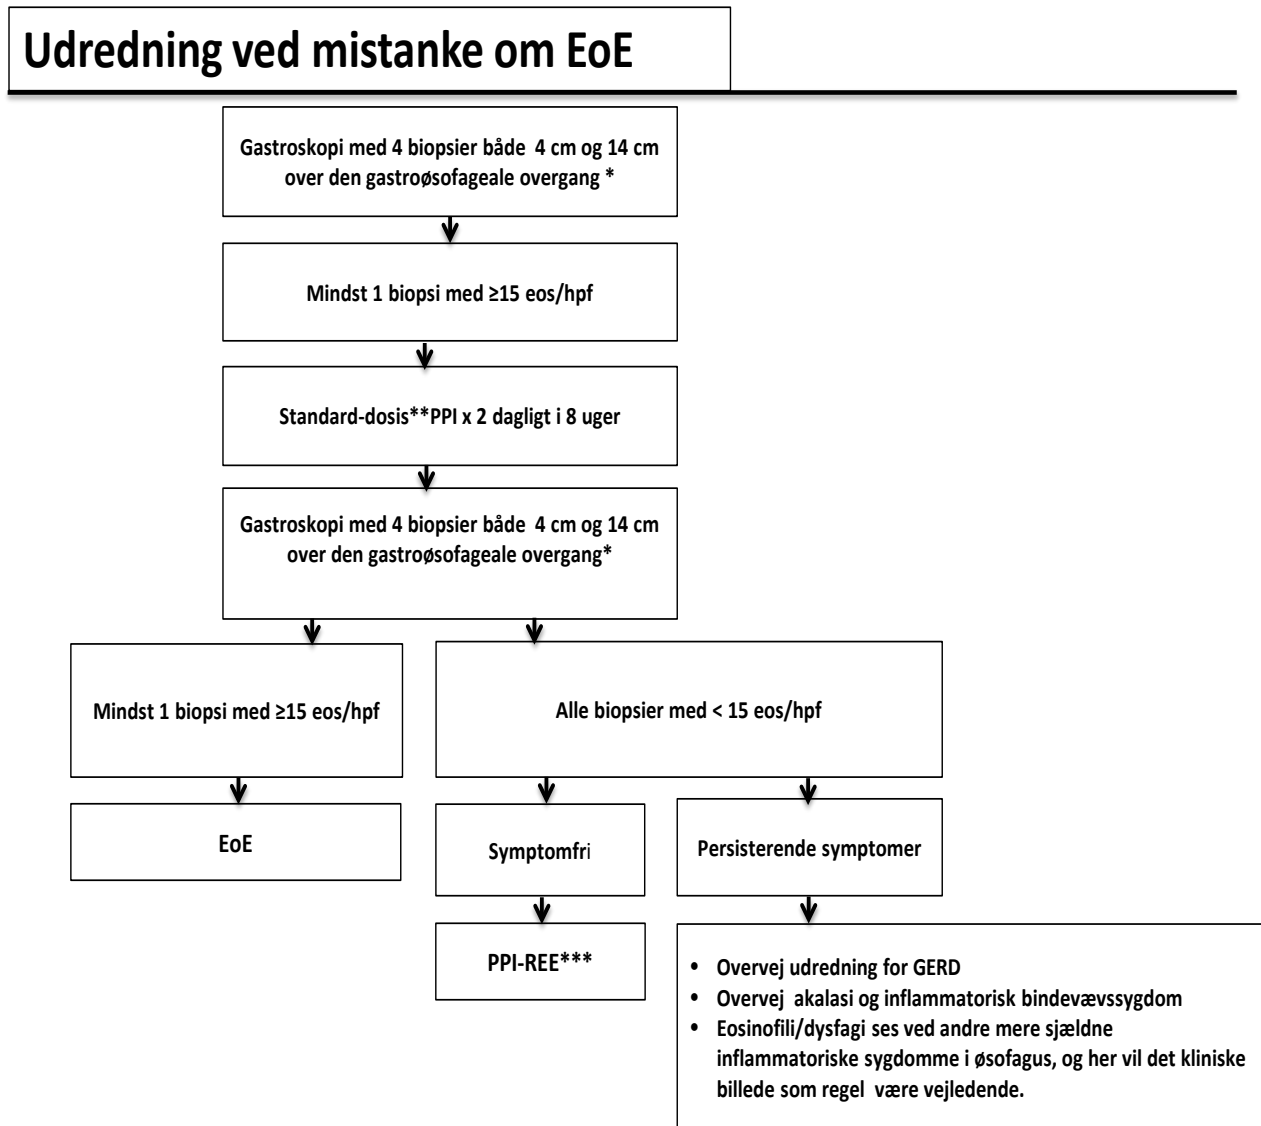 Udredning ved mistanke om EoE
Gastroskopi med 4 biopsier både 4 cm og 14 cm
over den gastroøsofageale overgang *
Mindst 1 biopsi med ≥15 eos/hpf
Standard-dosis**PPI x 2 dagligt i 8 uger
Gastroskopi med 4 biopsier både 4 cm og 14 cm
over den gastroøsofageale overgang*
Mindst 1 biopsi med ≥15 eos/hpf
Alle biopsier med < 15 eos/hpf
EoE
Symptomfri
Persisterende symptomer
PPI-REE***
• Overvej udredning for GERD
• Overvej akalasi og inflammatorisk bindevævssygdom
• Eosinofili/dysfagi ses ved andre mere sjældne
inflammatoriske sygdomme i øsofagus, og her vil det kliniske
billede som regel være vejledende.